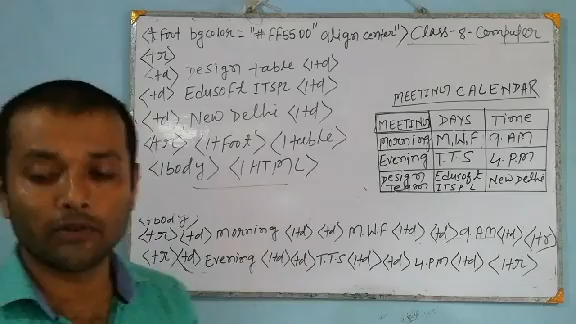 <tfoot bgcolor="#FF5500" align center"> Class-8-Computer
<tr>
<td> Design Table </td>
<td> Edusoft ITSPL </td>
<td> New Delhi </td>
</tr> </tfoot> </table>
</body> </HTML>
MEETING CALENDAR
MEETING DAYS Time
Morning M,W,F 9.AM
Evening T.T.S 4.P.M
Design Team Edusoft ITSPL New Delhi
<tbody>
<tr> <td> Morning </td> <td> M.W.F </td> <td> 9.AM </td> </tr>
<tr> <td> Evening </td> <td> T.T.S </td> <td> 4.PM </td> </tr>